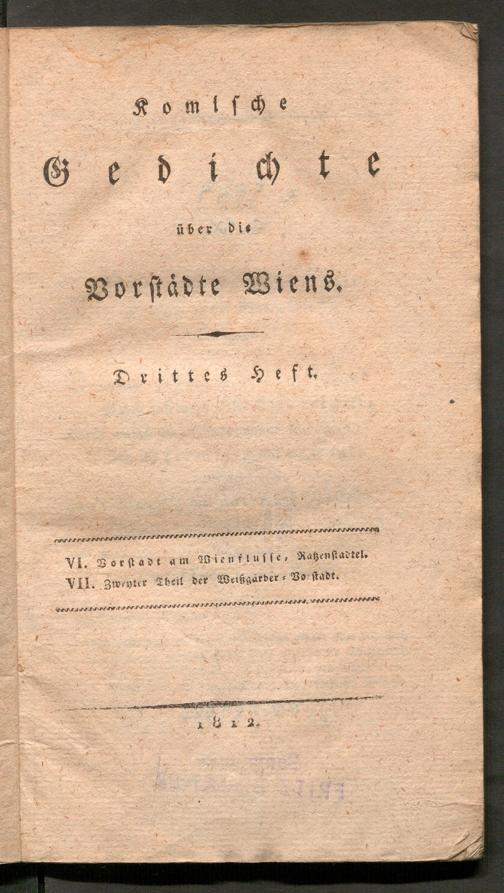 Komische
Gedichte
über die
Vorstädte Wiens.
Drittes Heft.
VI. Vorstadt am Wienflusse, Ratzenstadtel.
VII. Zweyter Theil der Weißgärber-Vorstadt.
1812.